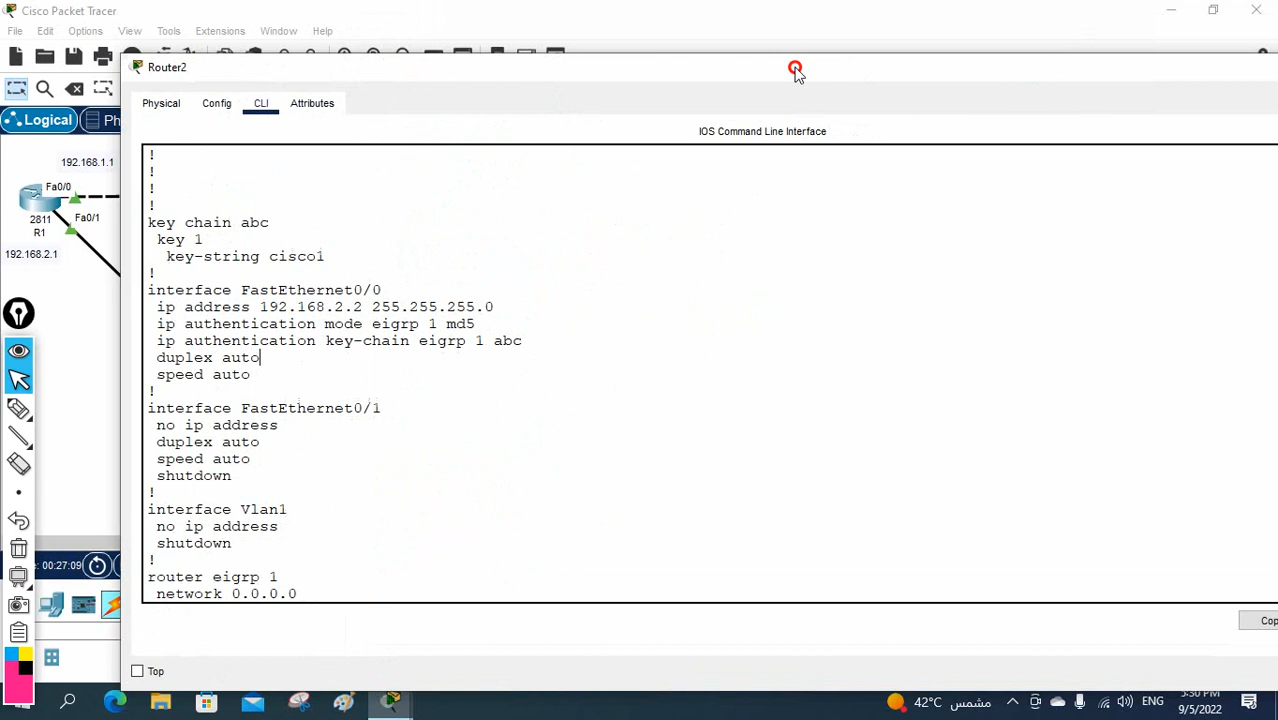 Cisco Packet Tracer
File Edit Options View Tools Extensions Window Help
Router2
Physical Config CLI Attributes
Logical
Ph
IOS Command Line Interface
192.168.1.1
Fa0/0
2811
Fa0/1
R1
192.168.2.1
!
!
!
!
key chain abc
key 1
key-string cisco1
!
interface FastEthernet0/0
ip address 192.168.2.2 255.255.255.0
ip authentication mode eigrp 1 md5
ip authentication key-chain eigrp 1 abc
duplex auto
speed auto
!
interface FastEthernet0/1
no ip address
duplex auto
speed auto
shutdown
!
interface Vlan1
no ip address
shutdown
!
router eigrp 1
network 0.0.0.0
: 00:27:09
Cop
Top
42°C مشمس
ENG
5:30 PM
9/5/2022